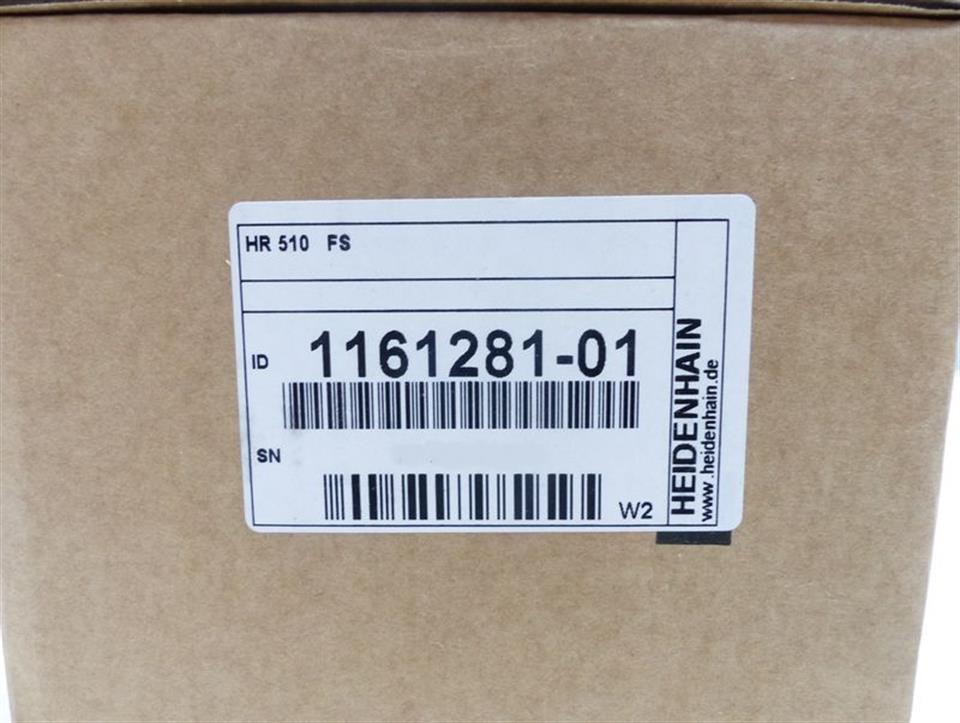 HR 510 FS
ID 1161281-01
SN
W2
HEIDENHAIN
www.heidenhain.de